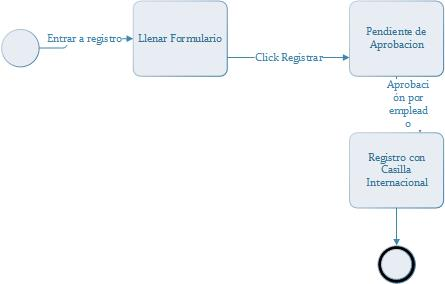 Entrar a registro
Llenar Formulario
Click Registrar
Pendiente de
Aprobacion
Aprobaci
ón por
emplead
o
Registro con
Casilla
Internacional